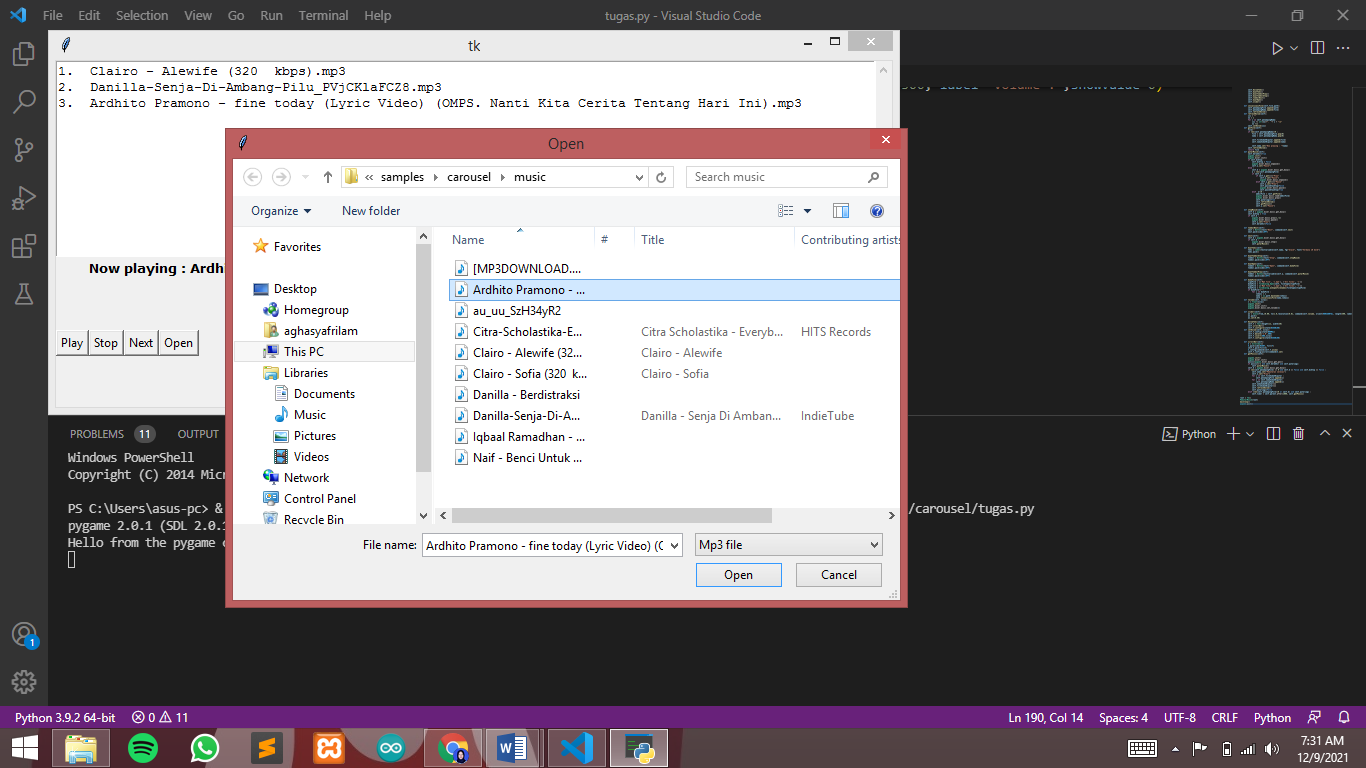 File Edit Selection View Go Run Terminal Help
tugas.py - Visual Studio Code
tk
1. Clairo - Alewife (320  kbps).mp3
2. Danilla-Senja-Di-Ambang-Pilu_PVjCKlaFCZ8.mp3
3. Ardhito Pramono - fine today (Lyric Video) (OMPS. Nanti Kita Cerita Tentang Hari Ini).mp3
Now playing : Ardhi
Play Stop Next Open
Open
« samples carousel music
Search music
Organize New folder
Favorites
Desktop
Homegroup
aghasyafrilam
This PC
Libraries
Documents
Music
Pictures
Videos
Network
Control Panel
Recycle Bin
Name # Title Contributing artists
[MP3DOWNLOAD....
Ardhito Pramono - ...
au_uu_SzH34yR2
Citra-Scholastika-E... Citra Scholastika - Everyb... HITS Records
Clairo - Alewife (32... Clairo - Alewife
Clairo - Sofia (320  k... Clairo - Sofia
Danilla - Berdistraksi
Danilla-Senja-Di-A... Danilla - Senja Di Amban... IndieTube
Iqbaal Ramadhan - ...
Naif - Benci Untuk ...
File name: Ardhito Pramono - fine today (Lyric Video) (C
Mp3 file
Open Cancel
PROBLEMS 11 OUTPUT
Python
Windows PowerShell
Copyright (C) 2014 Mic
PS C:\Users\asus-pc> & /carousel/tugas.py
pygame 2.0.1 (SDL 2.0.1
Hello from the pygame c
1
Python 3.9.2 64-bit 0 11
Ln 190, Col 14 Spaces: 4 UTF-8 CRLF Python
7:31 AM
12/9/2021